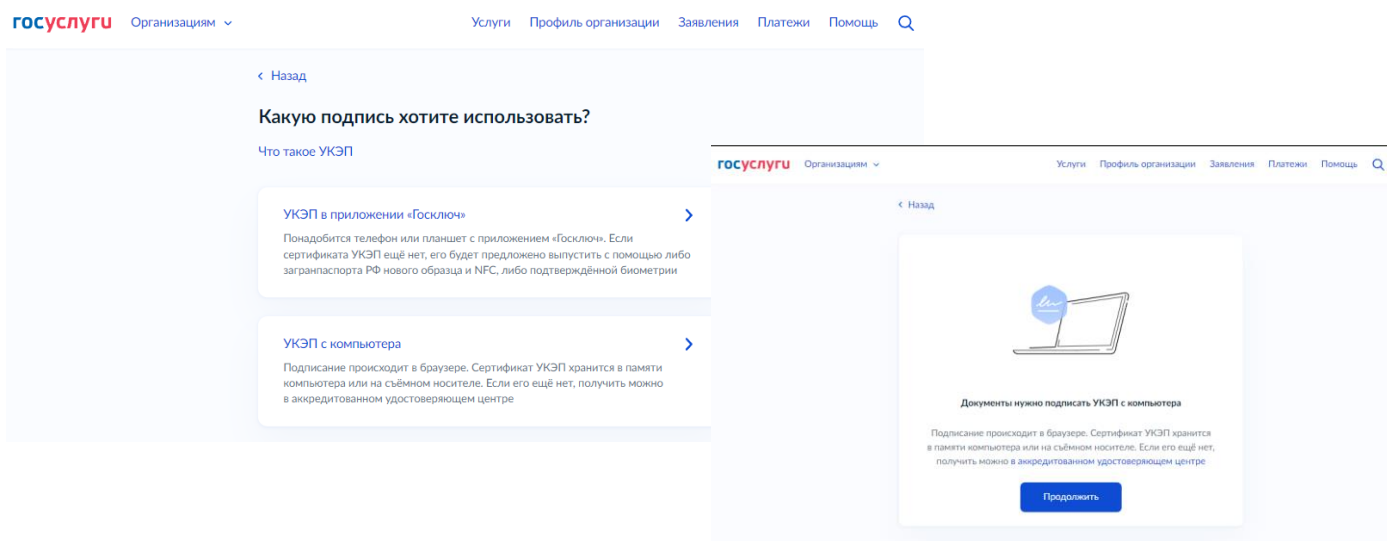 госуслуги Организациям Услуги Профиль организации Заявления Платежи Помощь
Назад
Какую подпись хотите использовать?
Что такое УКЭП
УКЭП в приложении «Госключ»
Понадобится телефон или планшет с приложением «Госключ». Если
сертификата УКЭП ещё нет, его будет предложено выпустить с помощью либо
загранпаспорта РФ нового образца и NFC, либо подтверждённой биометрии
УКЭП с компьютера
Подписание происходит в браузере. Сертификат УКЭП хранится в памяти
компьютера или на съёмном носителе. Если его ещё нет, получить можно
в аккредитованном удостоверяющем центре
госуслуги Организациям Услуги Профиль организации Заявления Платежи Помощь
Назад
Документы нужно подписать УКЭП с компьютера
Подписание происходит в браузере. Сертификат УКЭП хранится
в памяти компьютера или на съёмном носителе. Если его ещё нет,
получить можно в аккредитованном удостоверяющем центре
Продолжить